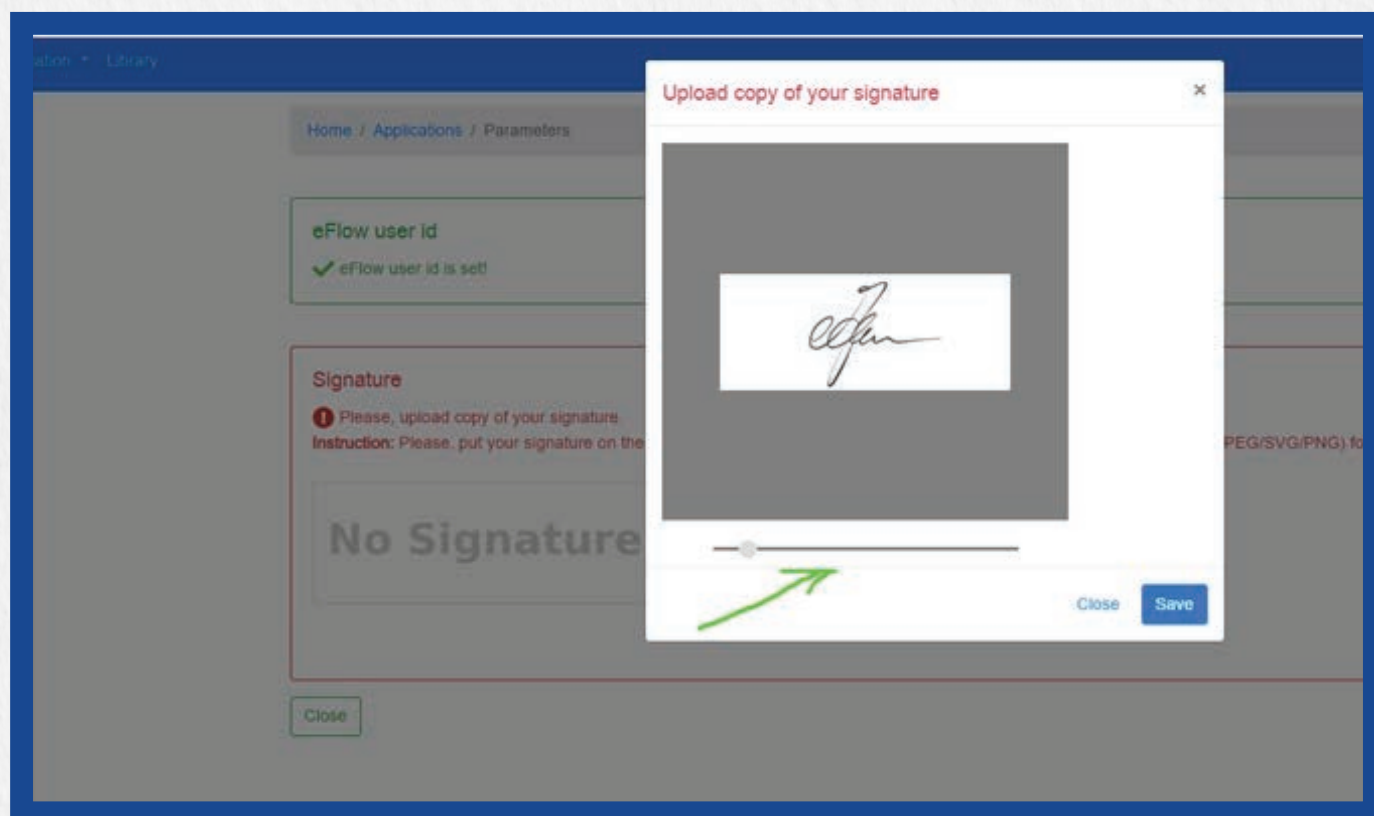 ation Library
Home / Applications / Parameters
eFlow user id
eFlow user id is set!
Signature
Please, upload copy of your signature
Instruction: Please, put your signature on the
PEG/SVG/PNG) fo
No Signature
Close
Upload copy of your signature
×
Close Save